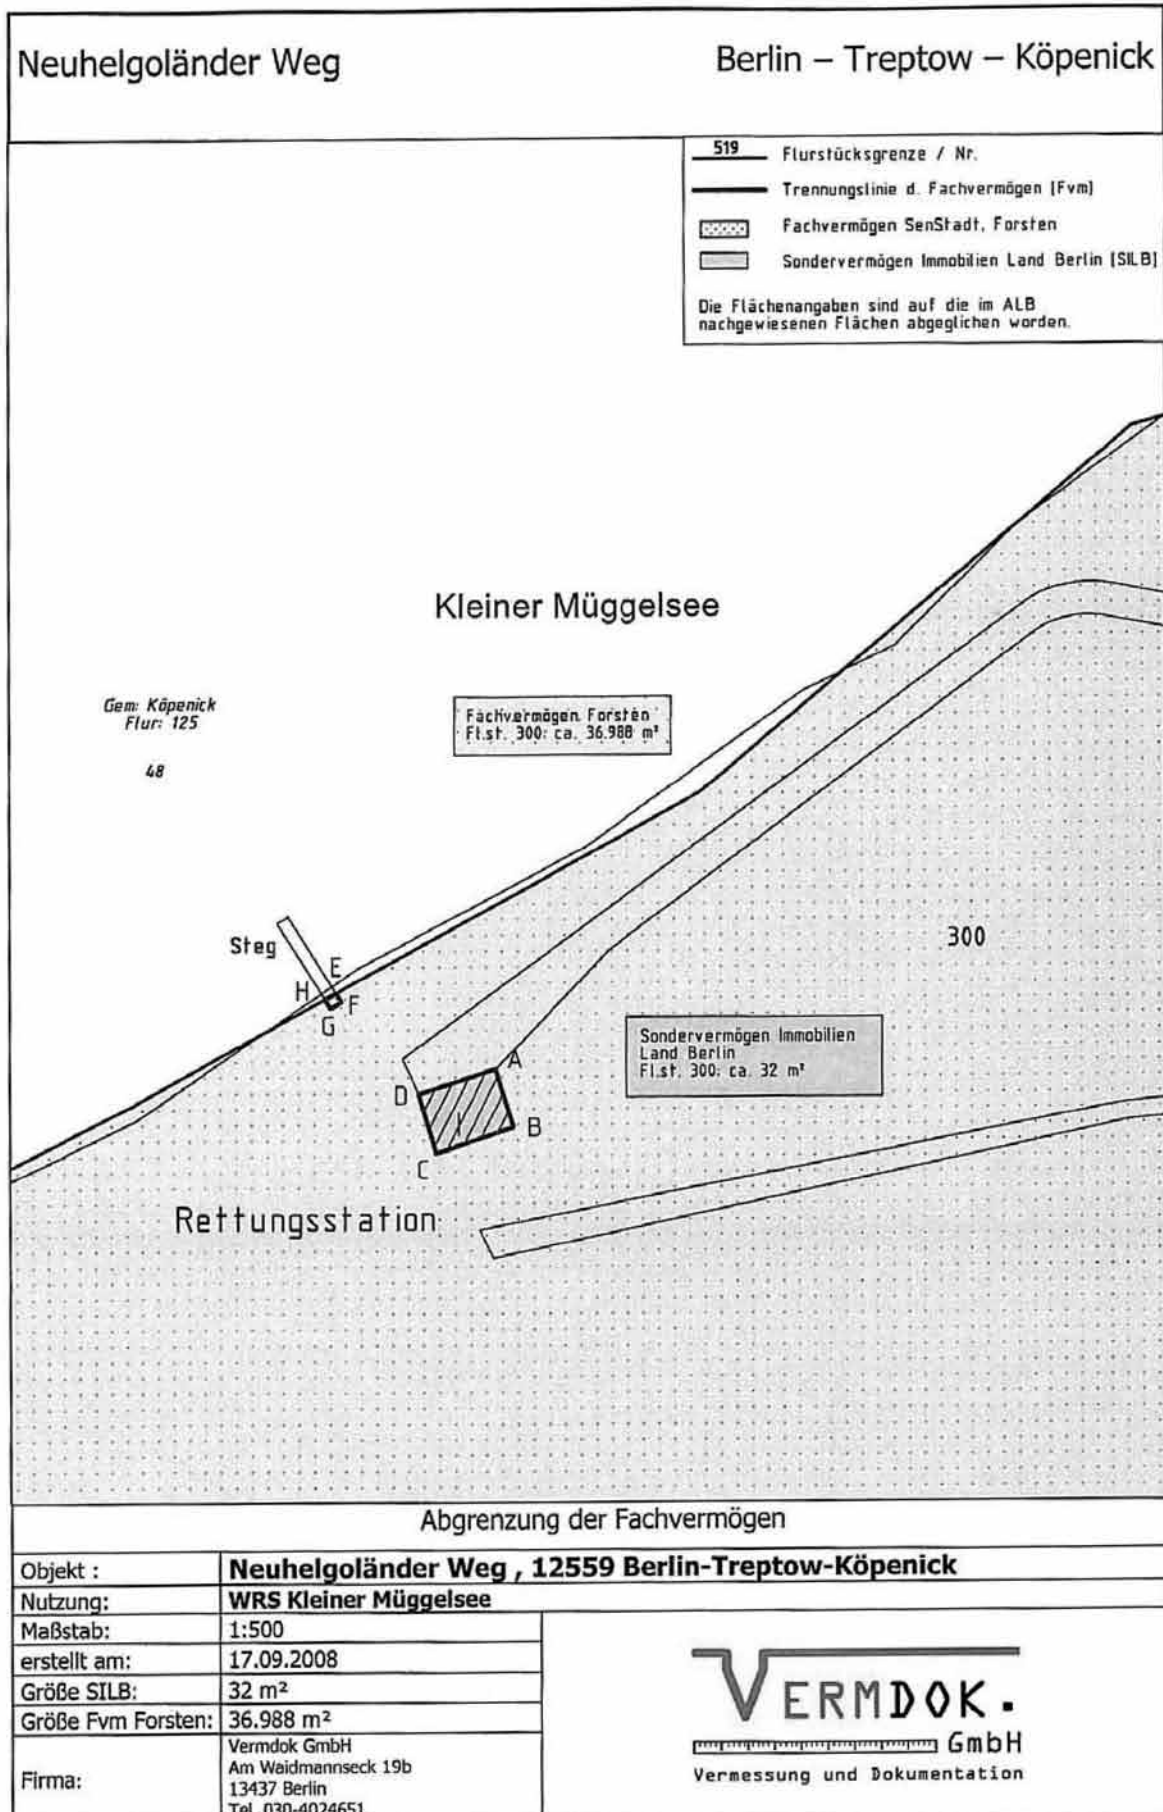 Neuhelgoländer Weg
Berlin – Treptow – Köpenick
519 Flurstücksgrenze / Nr.
Trennungslinie d. Fachvermögen (Fvm)
Fachvermögen SenStadt, Forsten
Sondervermögen Immobilien Land Berlin (SILB)
Die Flächenangaben sind auf die im ALB
nachgewiesenen Flächen abgeglichen worden.
Kleiner Müggelsee
Gem: Köpenick
Flur: 125
48
Fachvermögen Forsten
Fl.st. 300: ca. 36.988 m²
300
Steg
E
H
F
G
Sondervermögen Immobilien
Land Berlin
Fl.st. 300: ca. 32 m²
A
D
I
B
C
Rettungsstation
Abgrenzung der Fachvermögen
Objekt : Neuhelgoländer Weg , 12559 Berlin-Treptow-Köpenick
Nutzung: WRS Kleiner Müggelsee
Maßstab: 1:500
erstellt am: 17.09.2008
Größe SILB: 32 m²
Größe Fvm Forsten: 36.988 m²
Firma: Vermdok GmbH
Am Waidmannseck 19b
13437 Berlin
Tel. 030-4024651
VERMDOK.
GmbH
Vermessung und Dokumentation